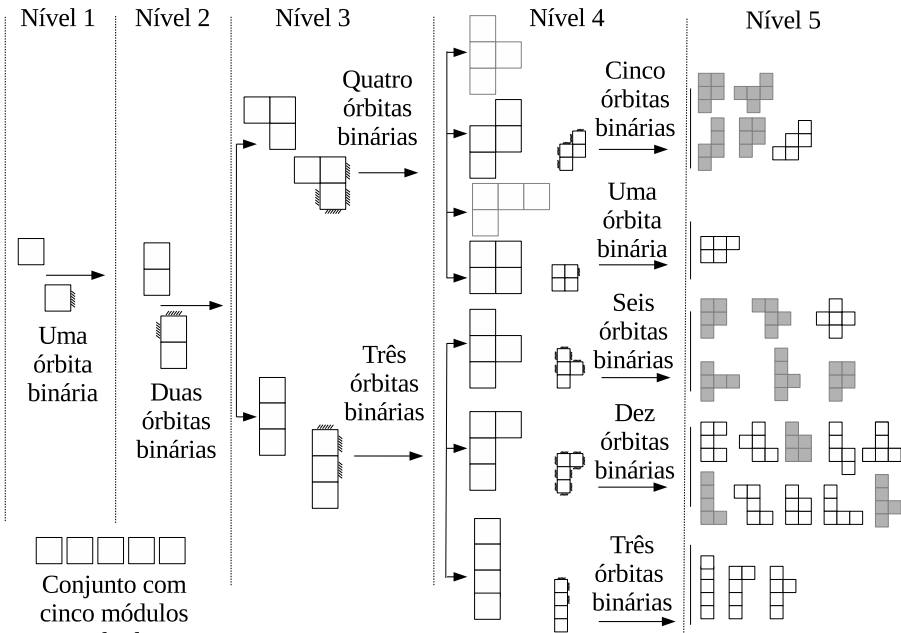 Nível 1
Nível 2
Nível 3
Nível 4
Nível 5
Uma
órbita
binária
Duas
órbitas
binárias
Quatro
órbitas
binárias
Três
órbitas
binárias
Cinco
órbitas
binárias
Uma
órbita
binária
Seis
órbitas
binárias
Dez
órbitas
binárias
Três
órbitas
binárias
Conjunto com
cinco módulos